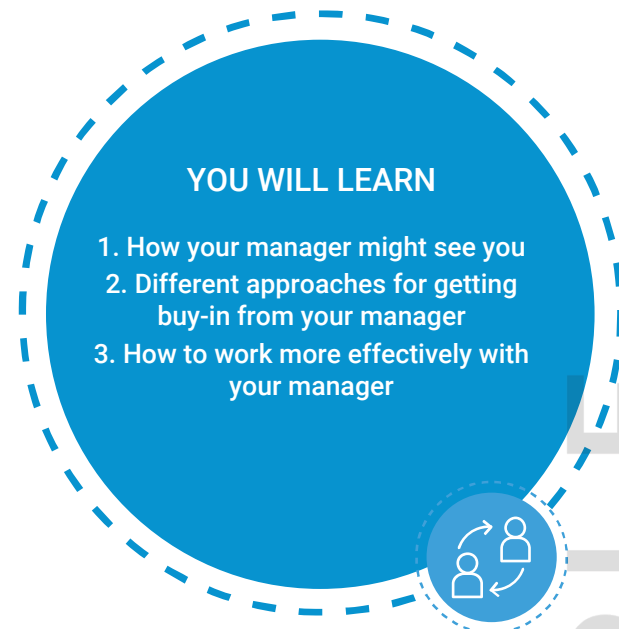 YOU WILL LEARN
1. How your manager might see you
2. Different approaches for getting
buy-in from your manager
3. How to work more effectively with
your manager